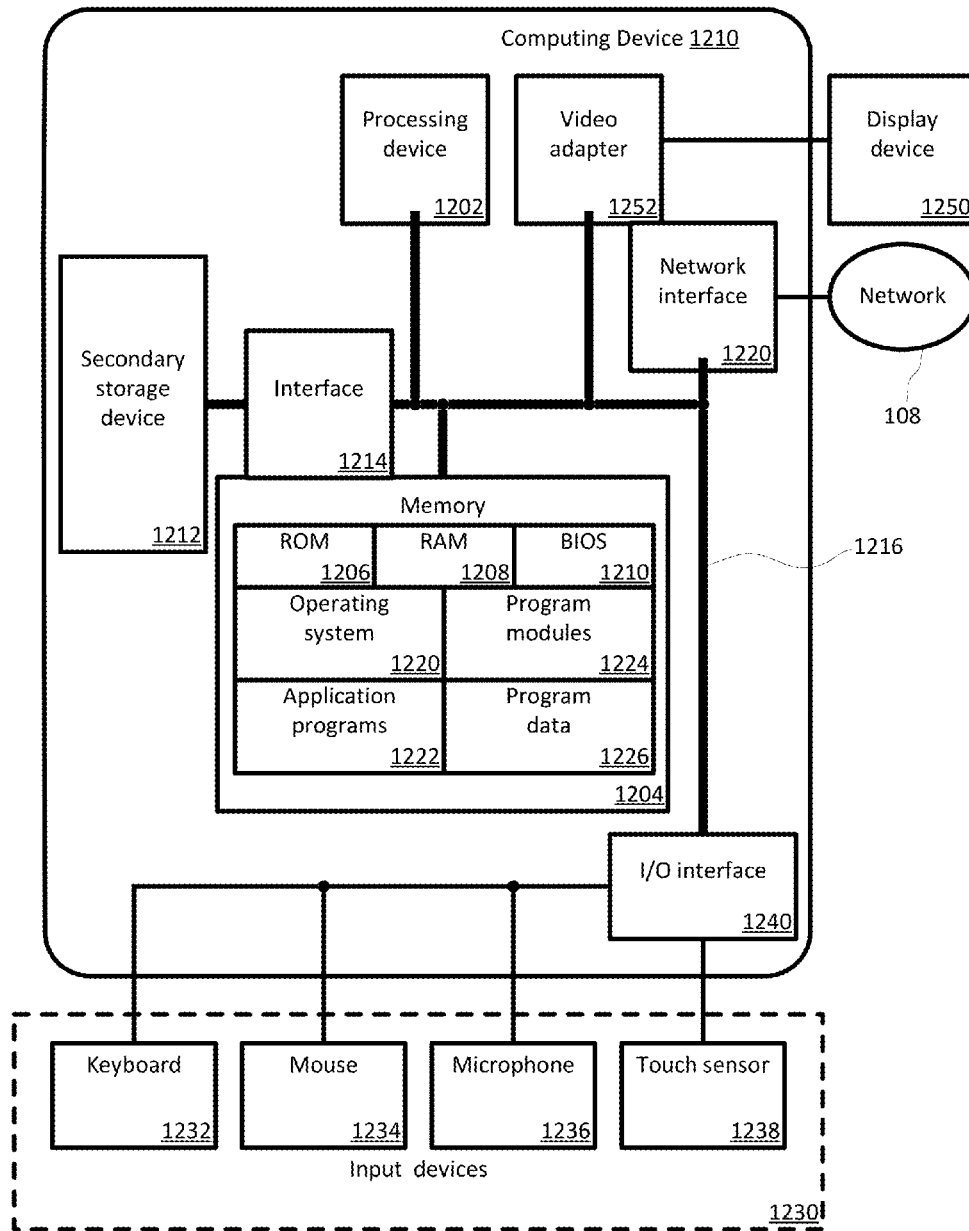 Computing Device 1210
Processing
device
1202
Video
adapter
1252
Display
device
1250
Network
interface
1220
Network
108
Secondary
storage
device
1212
Interface
1214
Memory
ROM
1206
RAM
1208
BIOS
1210
Operating
system
1220
Program
modules
1224
Application
programs
1222
Program
data
1226
1204
1216
I/O interface
1240
Keyboard
1232
Mouse
1234
Microphone
1236
Touch sensor
1238
Input devices
1230